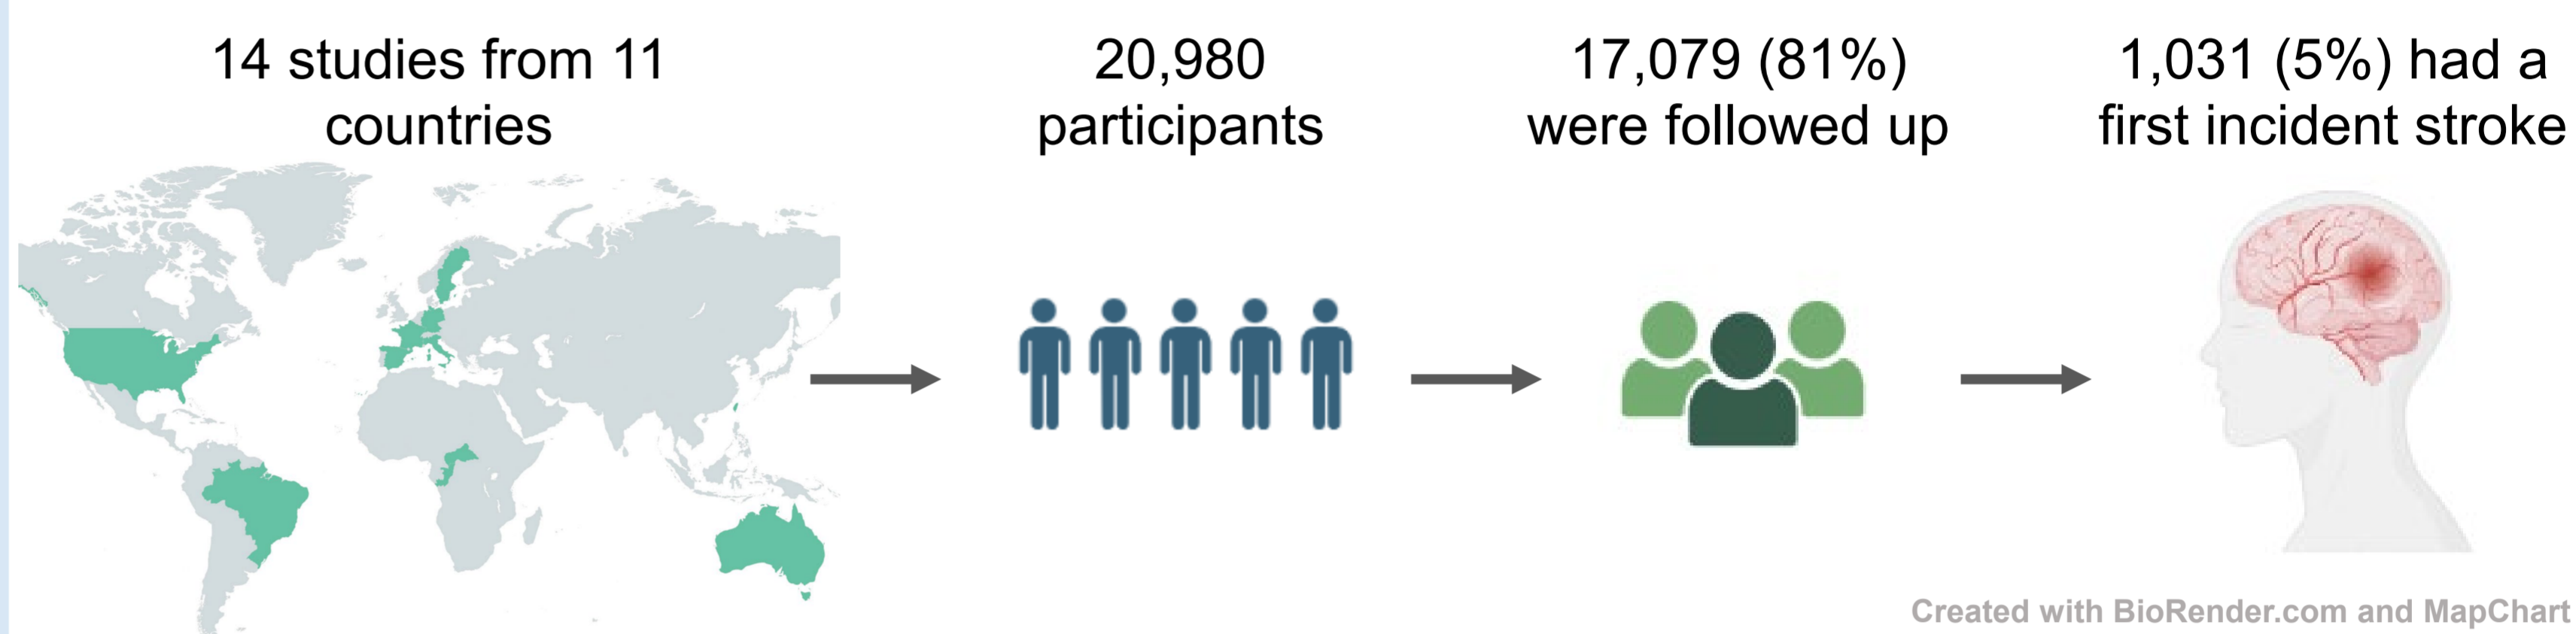 14 studies from 11
countries
20,980
participants
17,079 (81%)
were followed up
1,031 (5%) had a
first incident stroke
Created with BioRender.com and MapChart